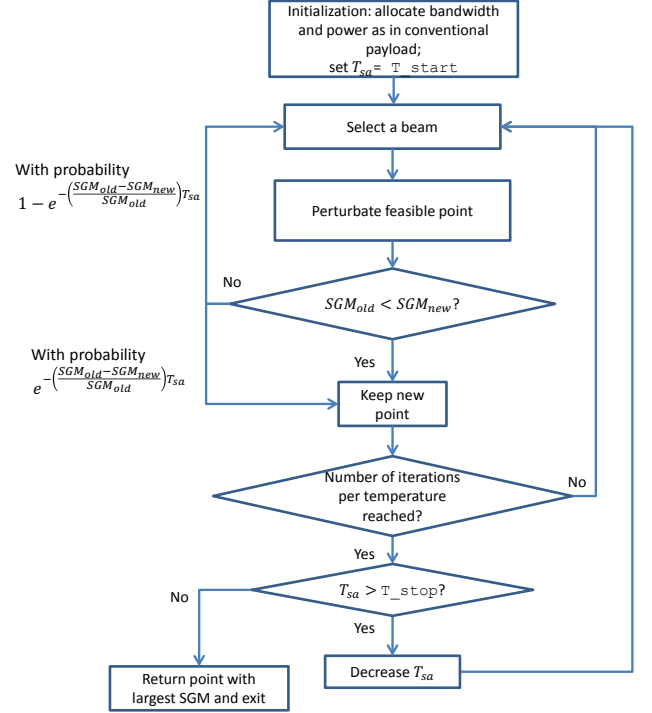 Initialization: allocate bandwidth
and power as in conventional
payload;
set T_sa = T_start
Select a beam
With probability
1 − e^−((SGM_old−SGM_new)/SGM_old)T_sa
Perturbate feasible point
No
SGM_old < SGM_new?
With probability
e^−((SGM_old−SGM_new)/SGM_old)T_sa
Yes
Keep new
point
Number of iterations
per temperature
reached?
No
Yes
T_sa > T_stop?
No
Yes
Return point with
largest SGM and exit
Decrease T_sa